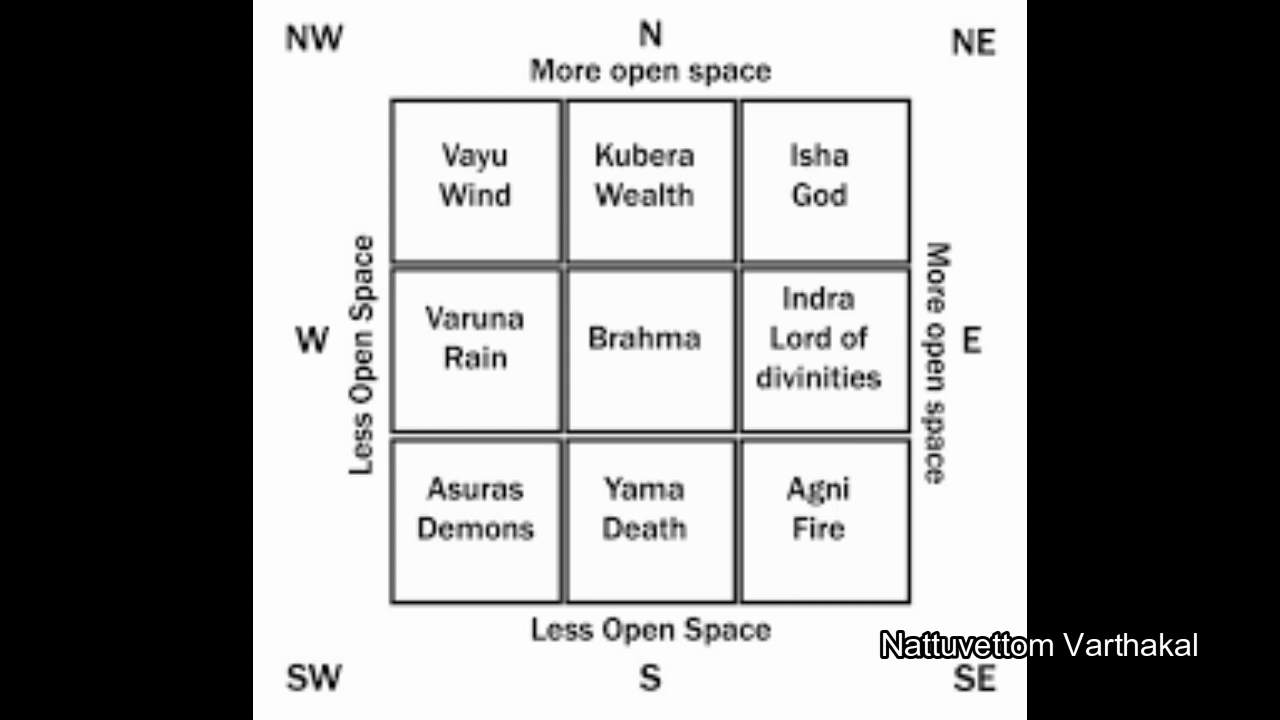 NW
N
NE
More open space
Vayu
Wind
Kubera
Wealth
Isha
God
Less Open Space
W
Varuna
Rain
Brahma
Indra
Lord of
divinities
More open space
E
Asuras
Demons
Yama
Death
Agni
Fire
Less Open Space
Nattuvettom Varthakal
SW
S
SE